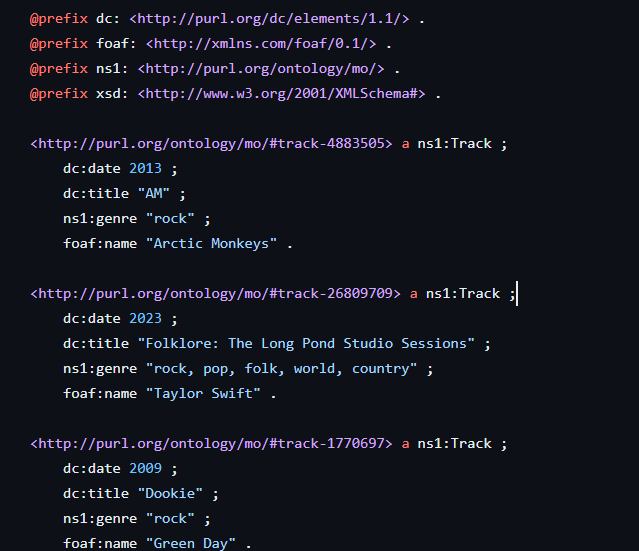 @prefix dc: <http://purl.org/dc/elements/1.1/> .
@prefix foaf: <http://xmlns.com/foaf/0.1/> .
@prefix ns1: <http://purl.org/ontology/mo/> .
@prefix xsd: <http://www.w3.org/2001/XMLSchema#> .
<http://purl.org/ontology/mo/#track-4883505> a ns1:Track ;
dc:date 2013 ;
dc:title "AM" ;
ns1:genre "rock" ;
foaf:name "Arctic Monkeys" .
<http://purl.org/ontology/mo/#track-26809709> a ns1:Track ;
dc:date 2023 ;
dc:title "Folklore: The Long Pond Studio Sessions" ;
ns1:genre "rock, pop, folk, world, country" ;
foaf:name "Taylor Swift" .
<http://purl.org/ontology/mo/#track-1770697> a ns1:Track ;
dc:date 2009 ;
dc:title "Dookie" ;
ns1:genre "rock" ;
foaf:name "Green Day" .